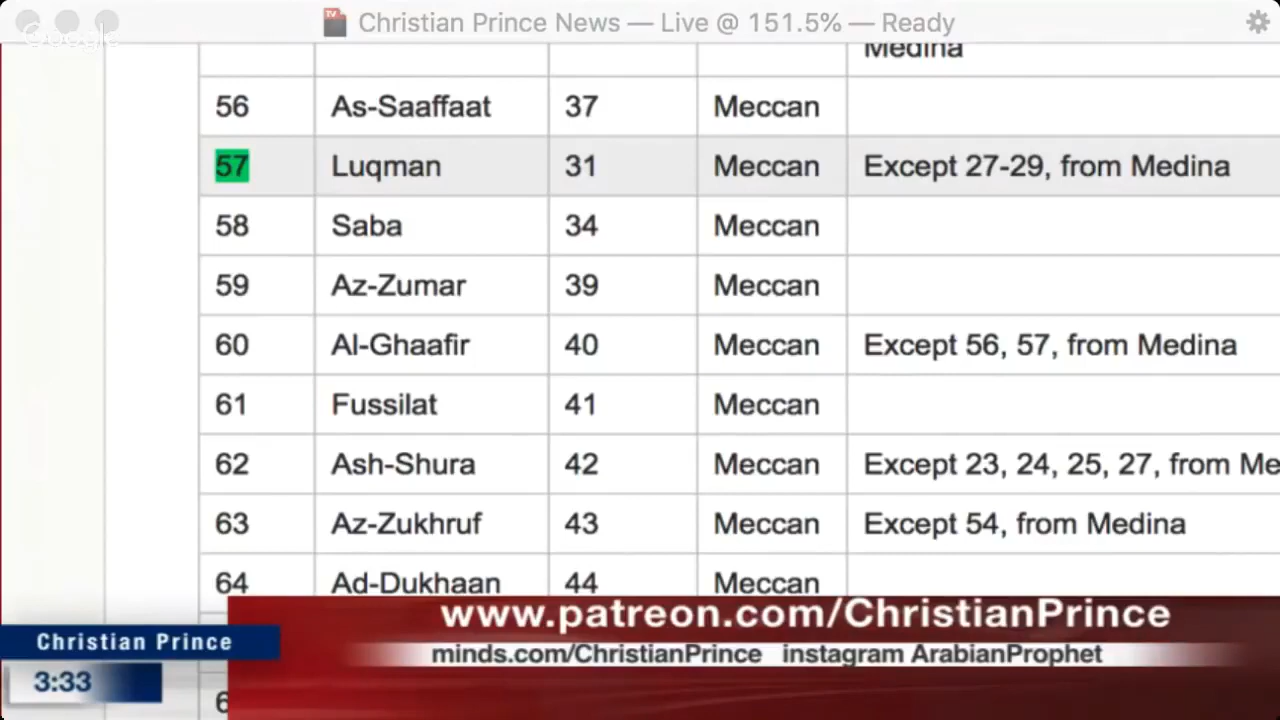 Christian Prince News — Live @ 151.5% — Ready
Google
Medina
56 As-Saaffaat 37 Meccan
57 Luqman 31 Meccan Except 27-29, from Medina
58 Saba 34 Meccan
59 Az-Zumar 39 Meccan
60 Al-Ghaafir 40 Meccan Except 56, 57, from Medina
61 Fussilat 41 Meccan
62 Ash-Shura 42 Meccan Except 23, 24, 25, 27, from Me
63 Az-Zukhruf 43 Meccan Except 54, from Medina
64 Ad-Dukhaan 44 Meccan
www.patreon.com/ChristianPrince
Christian Prince
minds.com/ChristianPrince instagram ArabianProphet
3:33
6